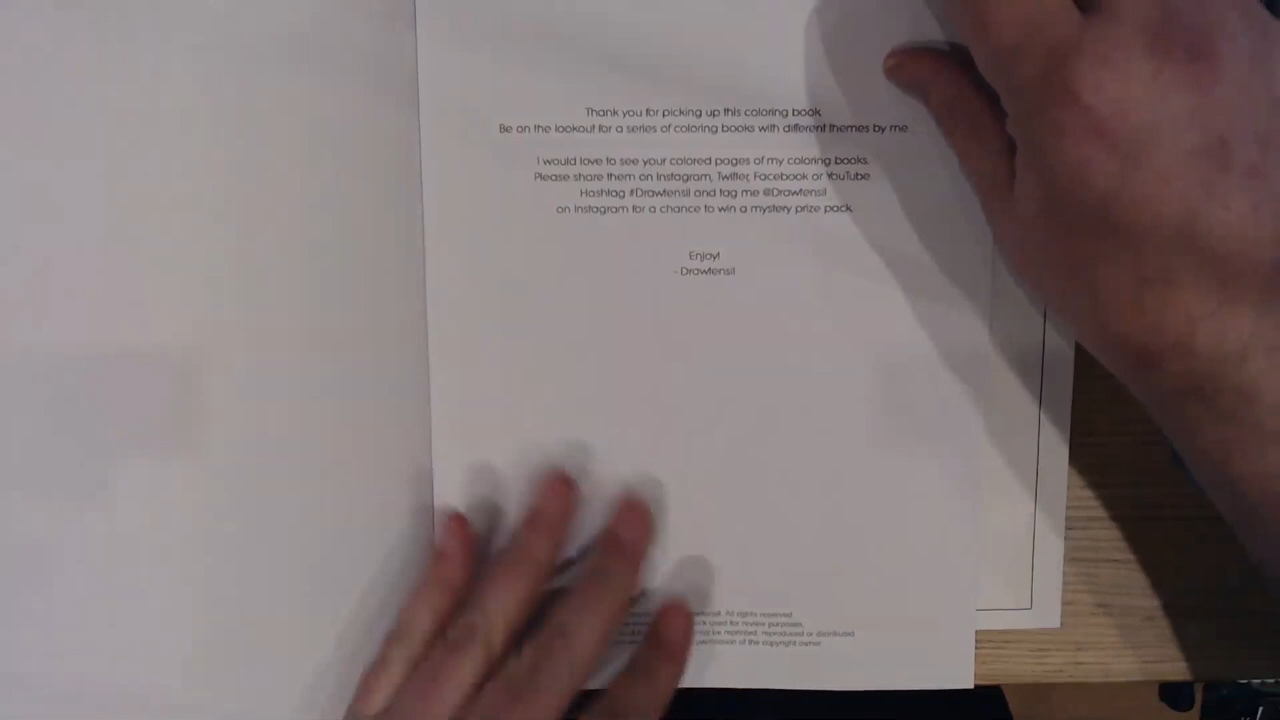 Thank you for picking up this coloring book
Be on the lookout for a series of coloring books with different themes by me
I would love to see your colored pages of my coloring books.
Please share them on Instagram, Twitter, Facebook or YouTube
Hashtag #Drawtensil and tag me @Drawtensil
on Instagram for a chance to win a mystery prize pack
Enjoy!
- Drawtensil
All rights reserved
used for review purposes,
may be reprinted, reproduced or distributed
permission of the copyright owner